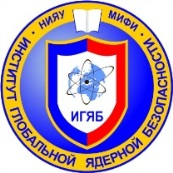 НИЯУ МИФИ
ИНСТИТУТ ГЛОБАЛЬНОЙ ЯДЕРНОЙ БЕЗОПАСНОСТИ
ИГЯБ